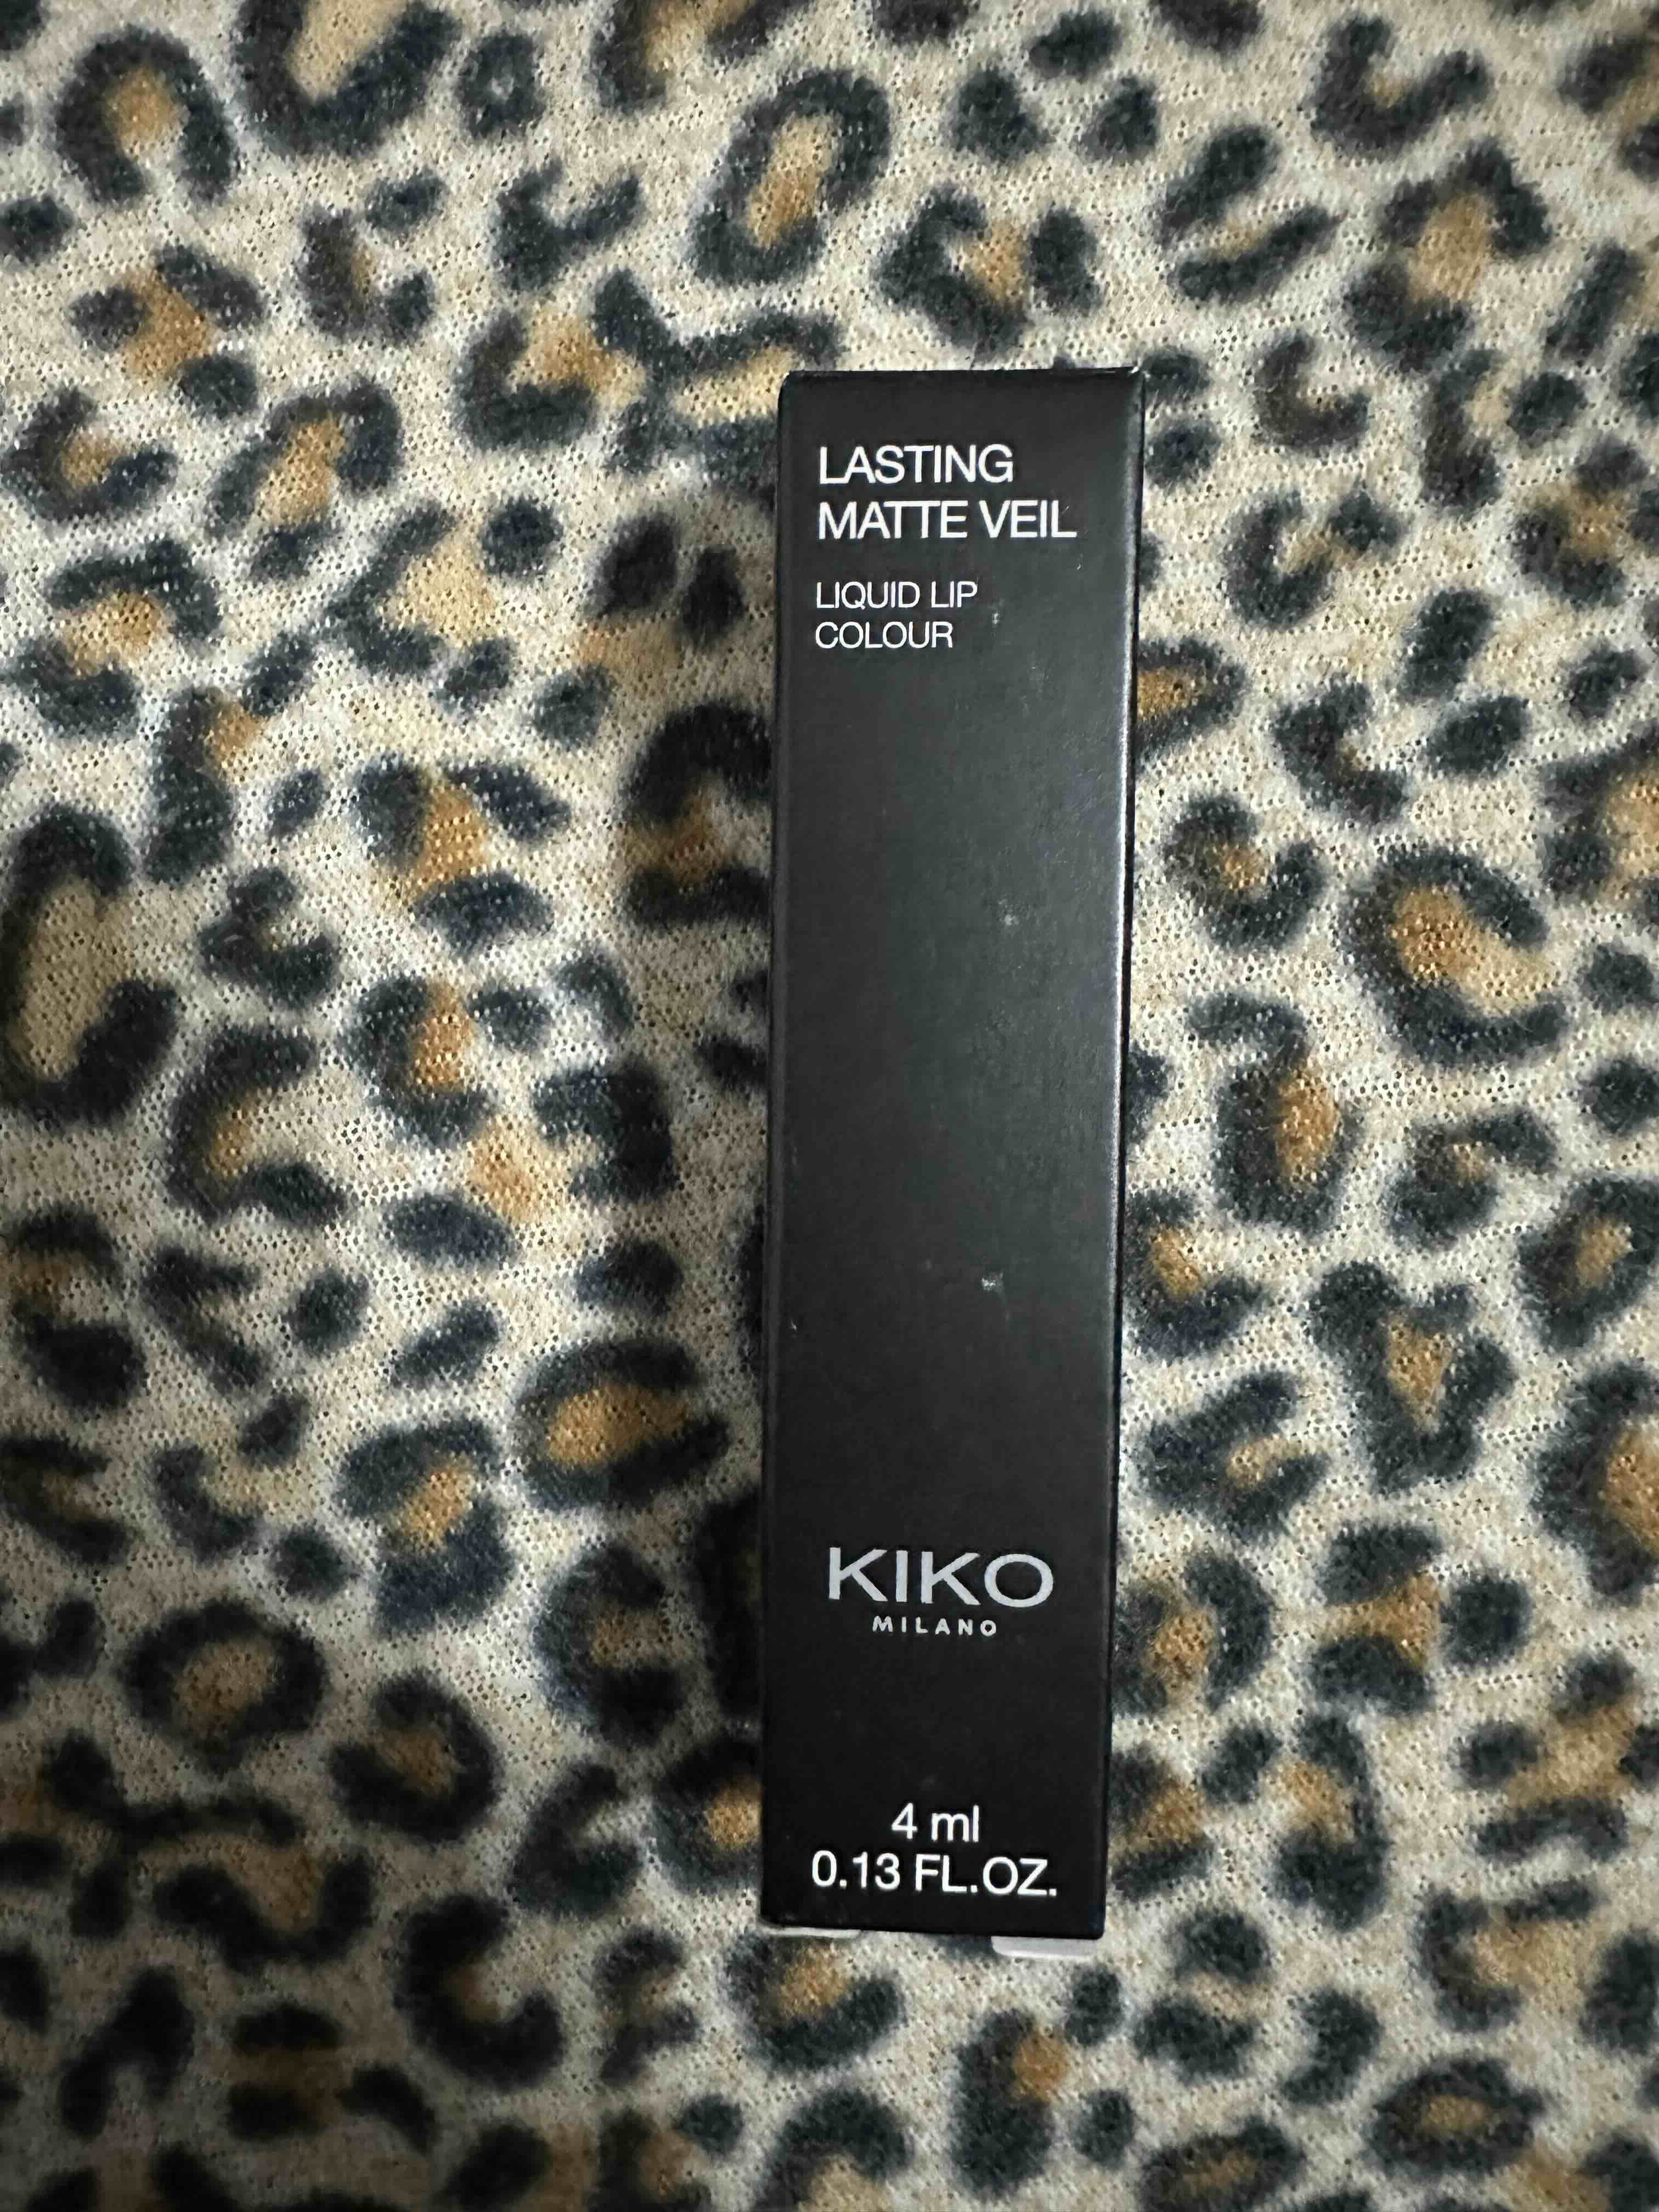 LASTING
MATTE VEIL
LIQUID LIP
COLOUR
KIKO
MILANO
4 ml
0.13 FL.OZ.